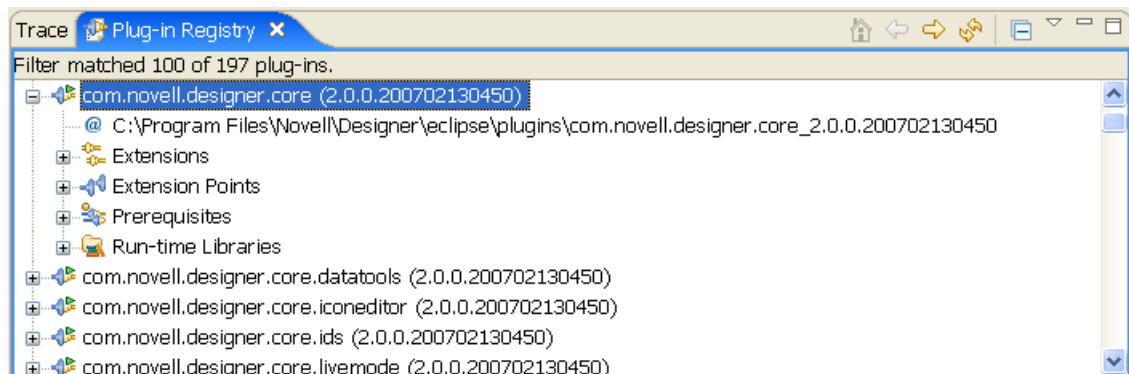 Trace Plug-in Registry
Filter matched 100 of 197 plug-ins.
com.novell.designer.core (2.0.0.200702130450)
@ C:\Program Files\Novell\Designer\eclipse\plugins\com.novell.designer.core_2.0.0.200702130450
Extensions
Extension Points
Prerequisites
Run-time Libraries
com.novell.designer.core.datatools (2.0.0.200702130450)
com.novell.designer.core.iconeditor (2.0.0.200702130450)
com.novell.designer.core.ids (2.0.0.200702130450)
com.novell.designer.core.livemode (2.0.0.200702130450)